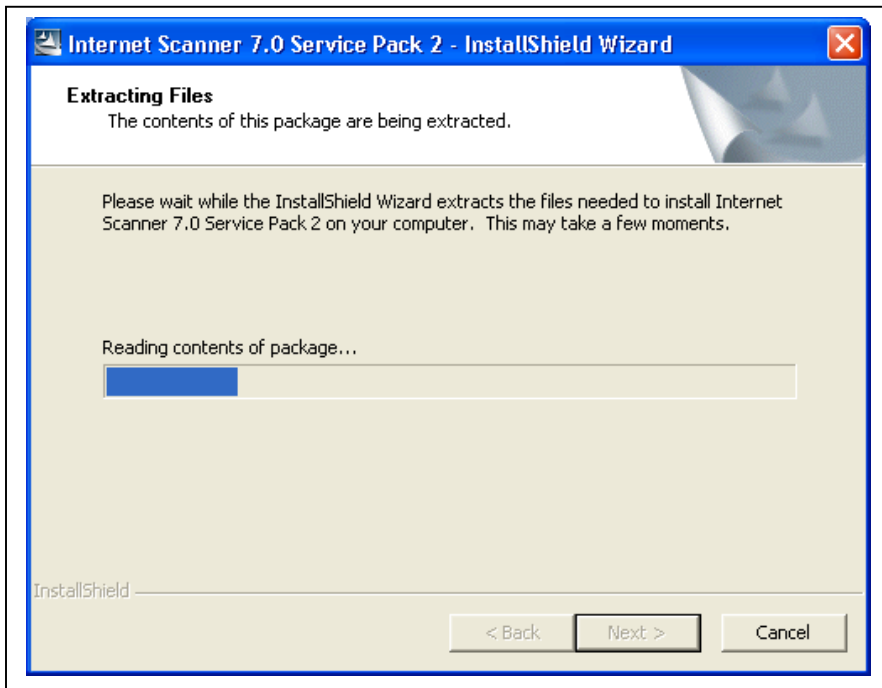 Internet Scanner 7.0 Service Pack 2 - InstallShield Wizard
Extracting Files
The contents of this package are being extracted.
Please wait while the InstallShield Wizard extracts the files needed to install Internet
Scanner 7.0 Service Pack 2 on your computer.  This may take a few moments.
Reading contents of package...
InstallShield
< Back
Next >
Cancel